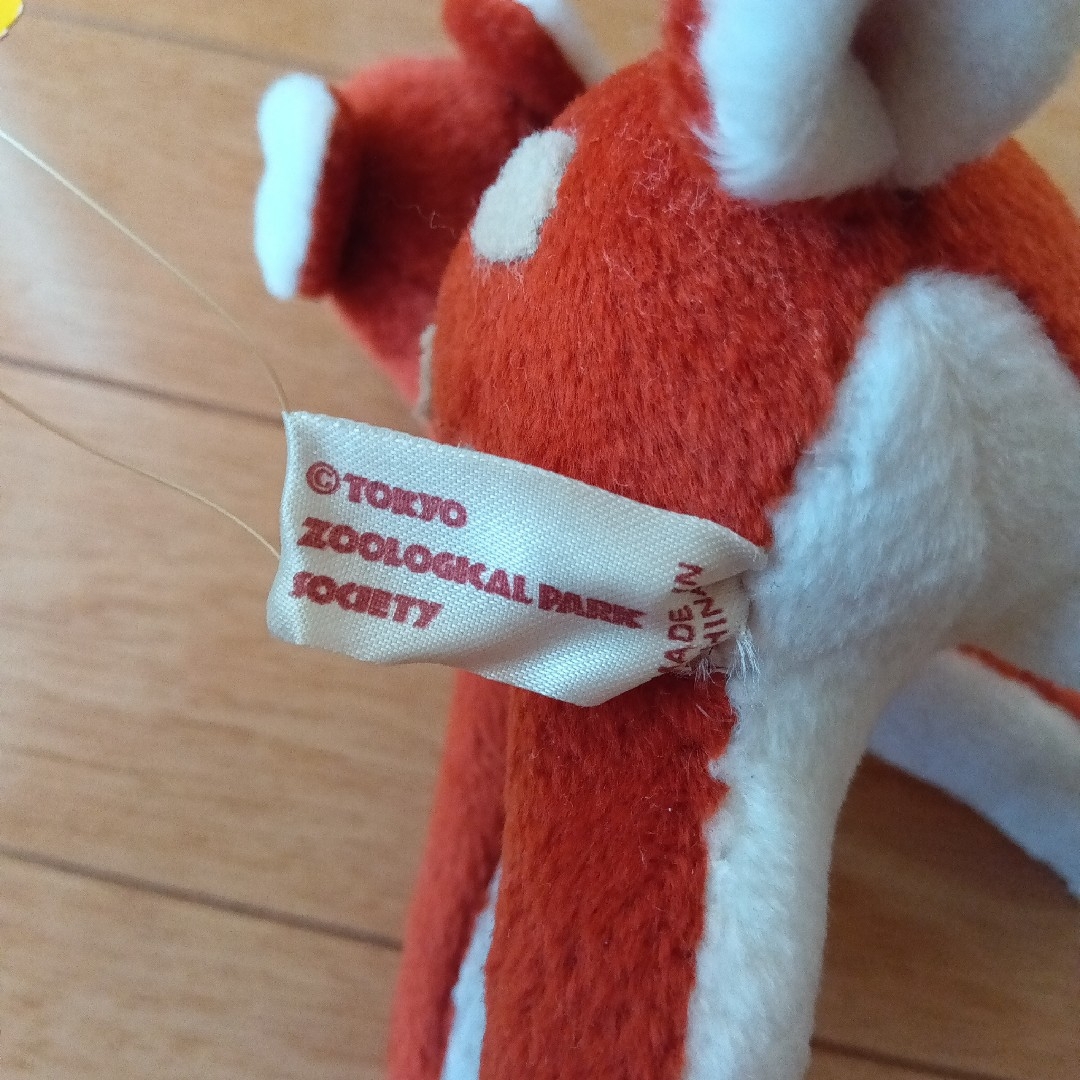 © TOKYO
ZOOLOGICAL PARK
SOCIETY
MADE IN
CHINA